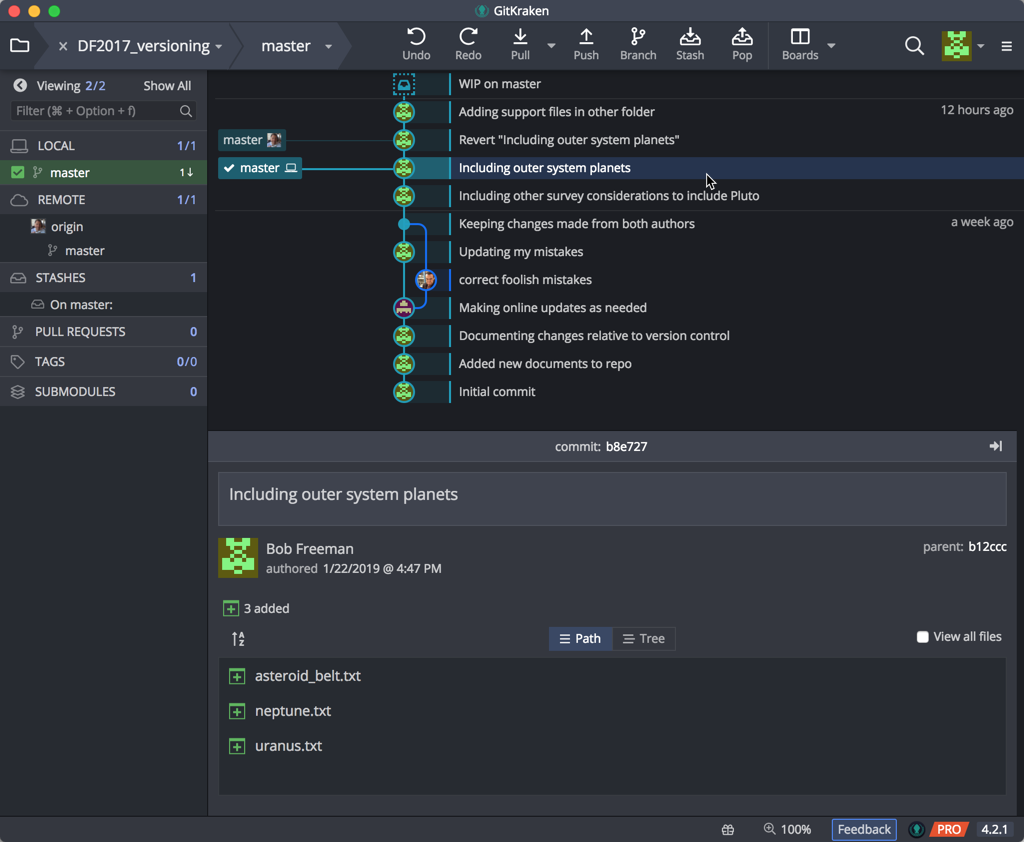 GitKraken
DF2017_versioning
master
Undo
Redo
Pull
Push
Branch
Stash
Pop
Boards
Viewing 2/2
Show All
Filter (⌘ + Option + f)
LOCAL 1/1
master 1↓
REMOTE 1/1
origin
master
STASHES 1
On master:
PULL REQUESTS 0
TAGS 0/0
SUBMODULES 0
WIP on master
Adding support files in other folder 12 hours ago
master Revert "Including outer system planets"
master Including outer system planets
Including other survey considerations to include Pluto
Keeping changes made from both authors a week ago
Updating my mistakes
correct foolish mistakes
Making online updates as needed
Documenting changes relative to version control
Added new documents to repo
Initial commit
commit: b8e727
Including outer system planets
Bob Freeman
authored 1/22/2019 @ 4:47 PM
parent: b12ccc
3 added
A
Z
Path
Tree
View all files
asteroid_belt.txt
neptune.txt
uranus.txt
100%
Feedback
PRO
4.2.1